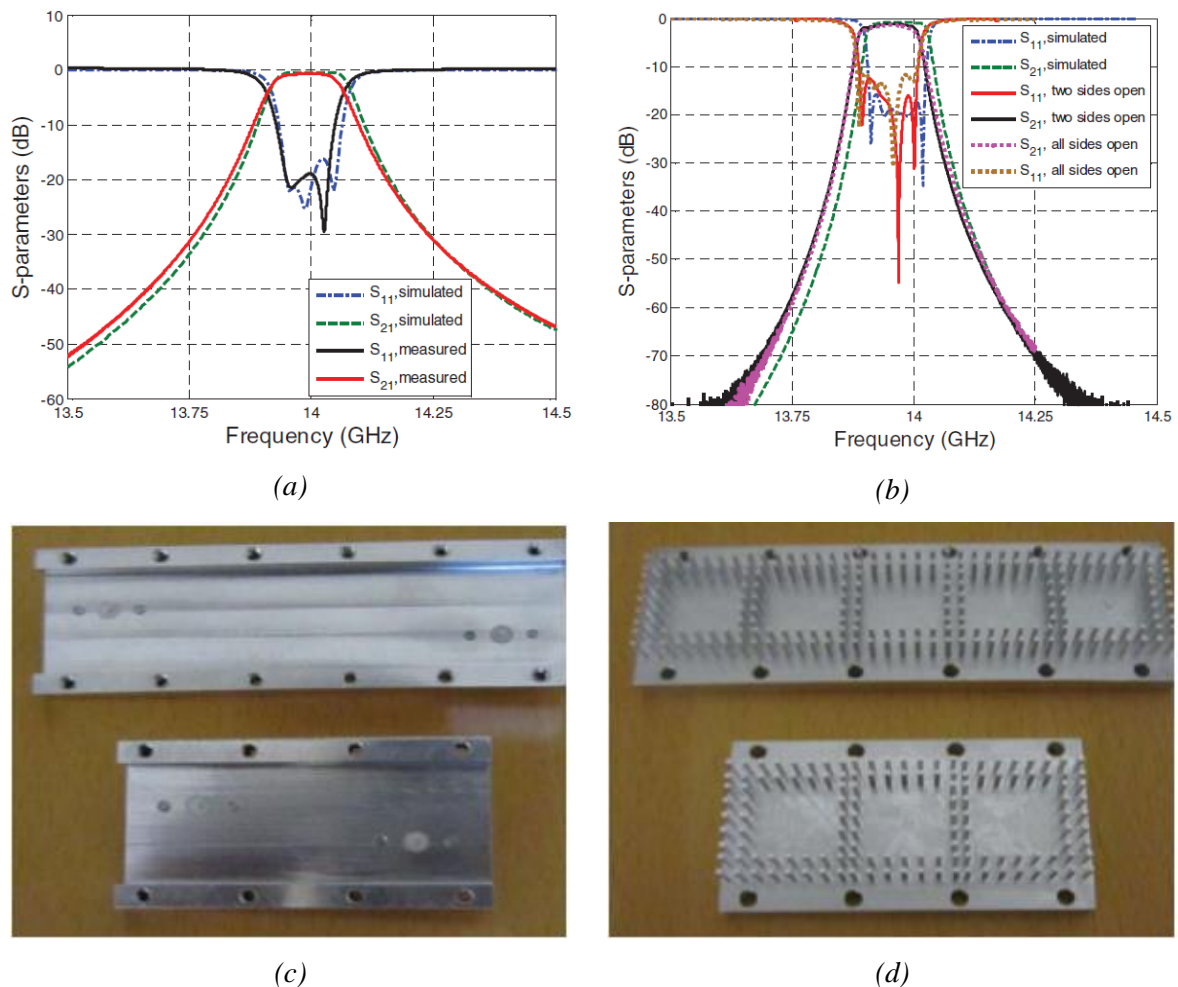 10
0
-10
-20
-30
-40
-50
-60
S-parameters (dB)
13.5 13.75 14 14.25 14.5
Frequency (GHz)
S11,simulated
S21,simulated
S11,measured
S21,measured
(a)
0
-10
-20
-30
-40
-50
-60
-70
-80
S-parameters (dB)
13.5 13.75 14 14.25 14.5
Frequency (GHz)
S11,simulated
S21,simulated
S11, two sides open
S21, two sides open
S21, all sides open
S11, all sides open
(b)
(c)
(d)